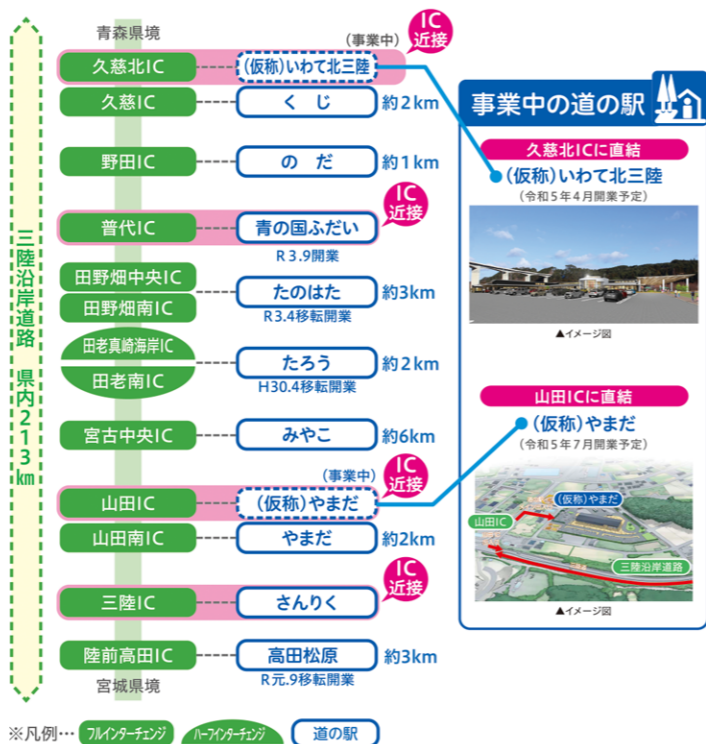 青森県境
三陸沿岸道路 県内213km
(事業中)
IC
近接
久慈北IC
(仮称)いわて北三陸
久慈IC
くじ
約2km
野田IC
のだ
約1km
IC
近接
普代IC
青の国ふだい
R3.9開業
田野畑中央IC
田野畑南IC
たのはた
約3km
R3.4移転開業
田老真崎海岸IC
田老南IC
たろう
約2km
H30.4移転開業
宮古中央IC
みやこ
約6km
(事業中)
IC
近接
山田IC
(仮称)やまだ
山田南IC
やまだ
約2km
IC
近接
三陸IC
さんりく
陸前高田IC
高田松原
約3km
R元.9移転開業
宮城県境
※凡例…
フルインターチェンジ
ハーフインターチェンジ
道の駅
事業中の道の駅
久慈北ICに直結
(仮称)いわて北三陸
(令和5年4月開業予定)
▲イメージ図
山田ICに直結
(仮称)やまだ
(令和5年7月開業予定)
(仮称)やまだ
山田IC
三陸沿岸道路
▲イメージ図